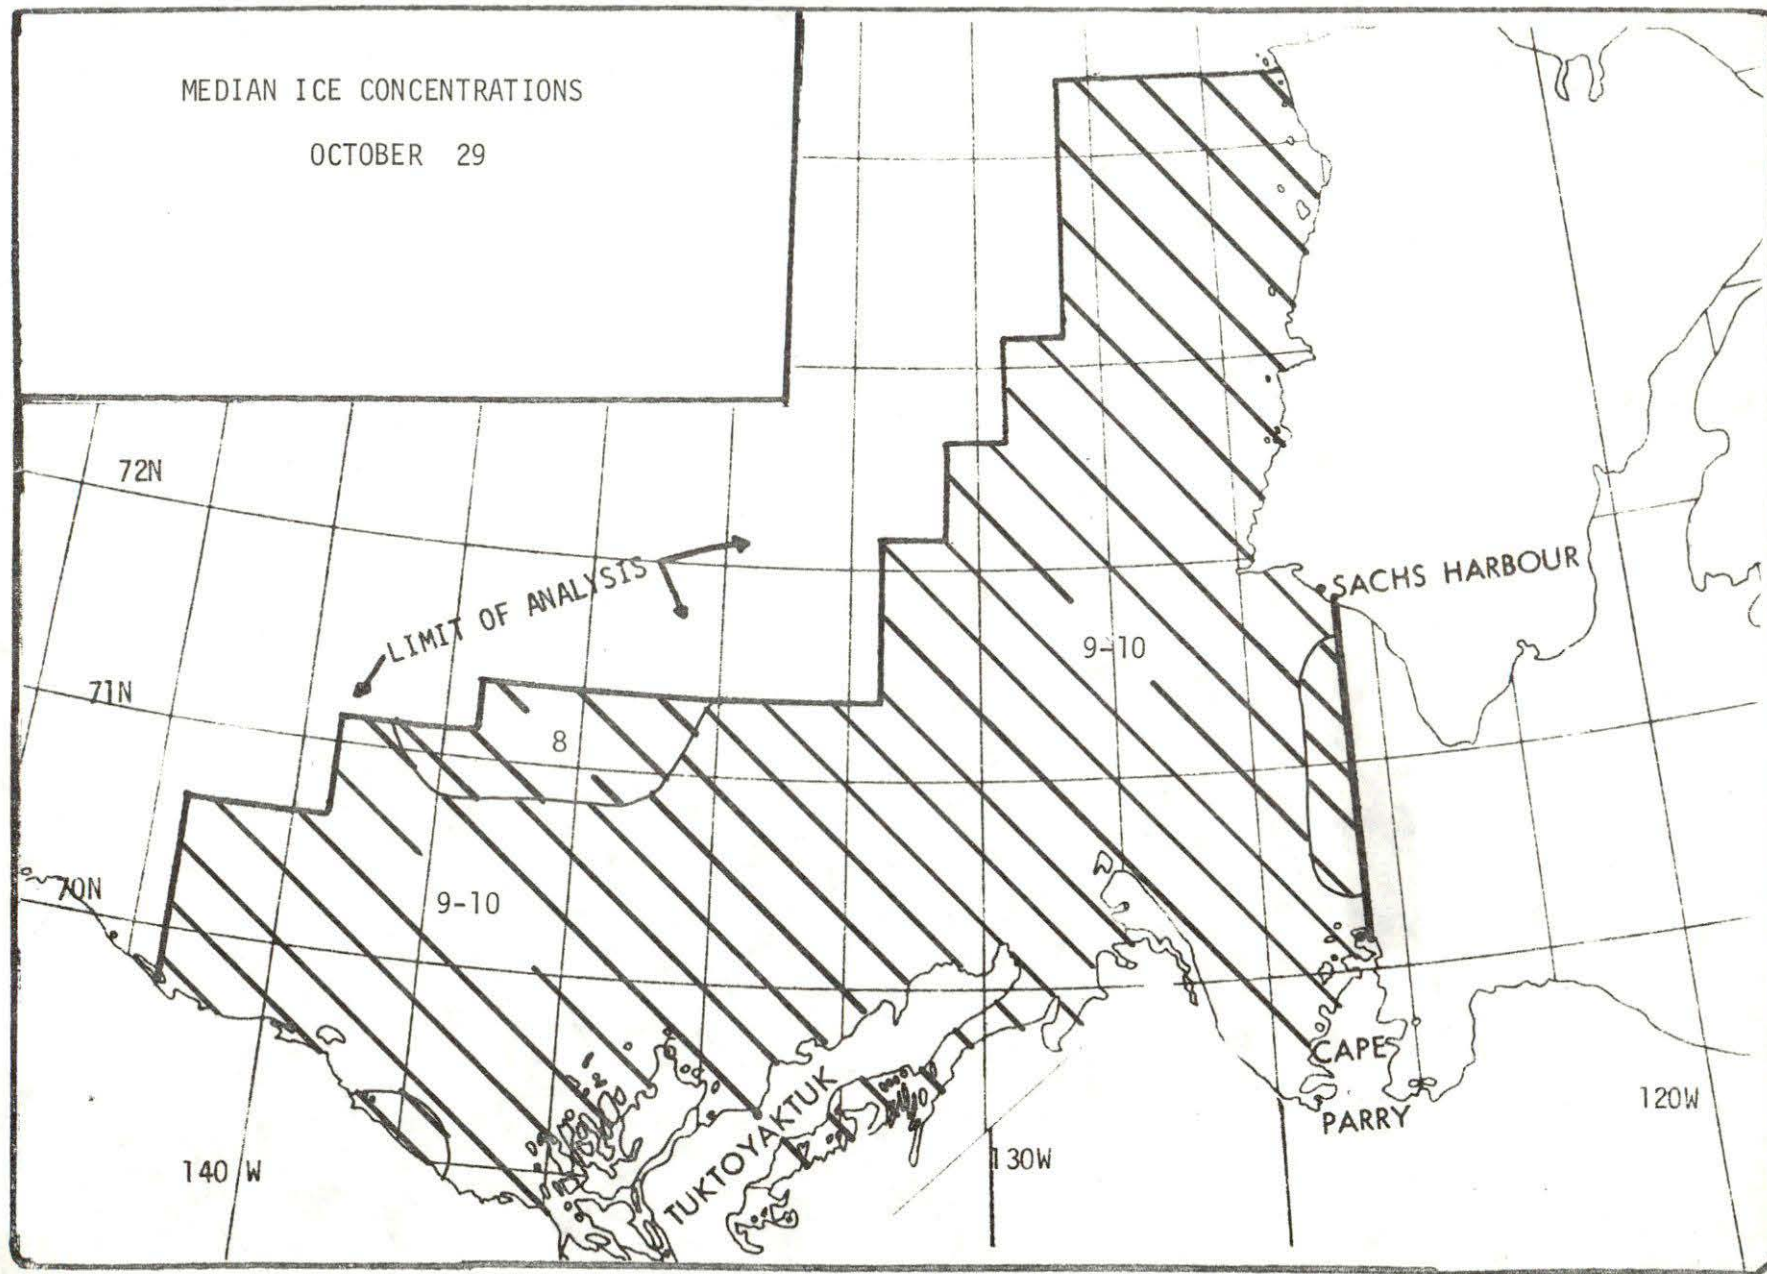 MEDIAN ICE CONCENTRATIONS
OCTOBER 29
72N
LIMIT OF ANALYSIS
SACHS HARBOUR
9-10
71N
8
70N
9-10
CAPE
PARRY
TUKTOYAKTUK
120W
140 W
130W